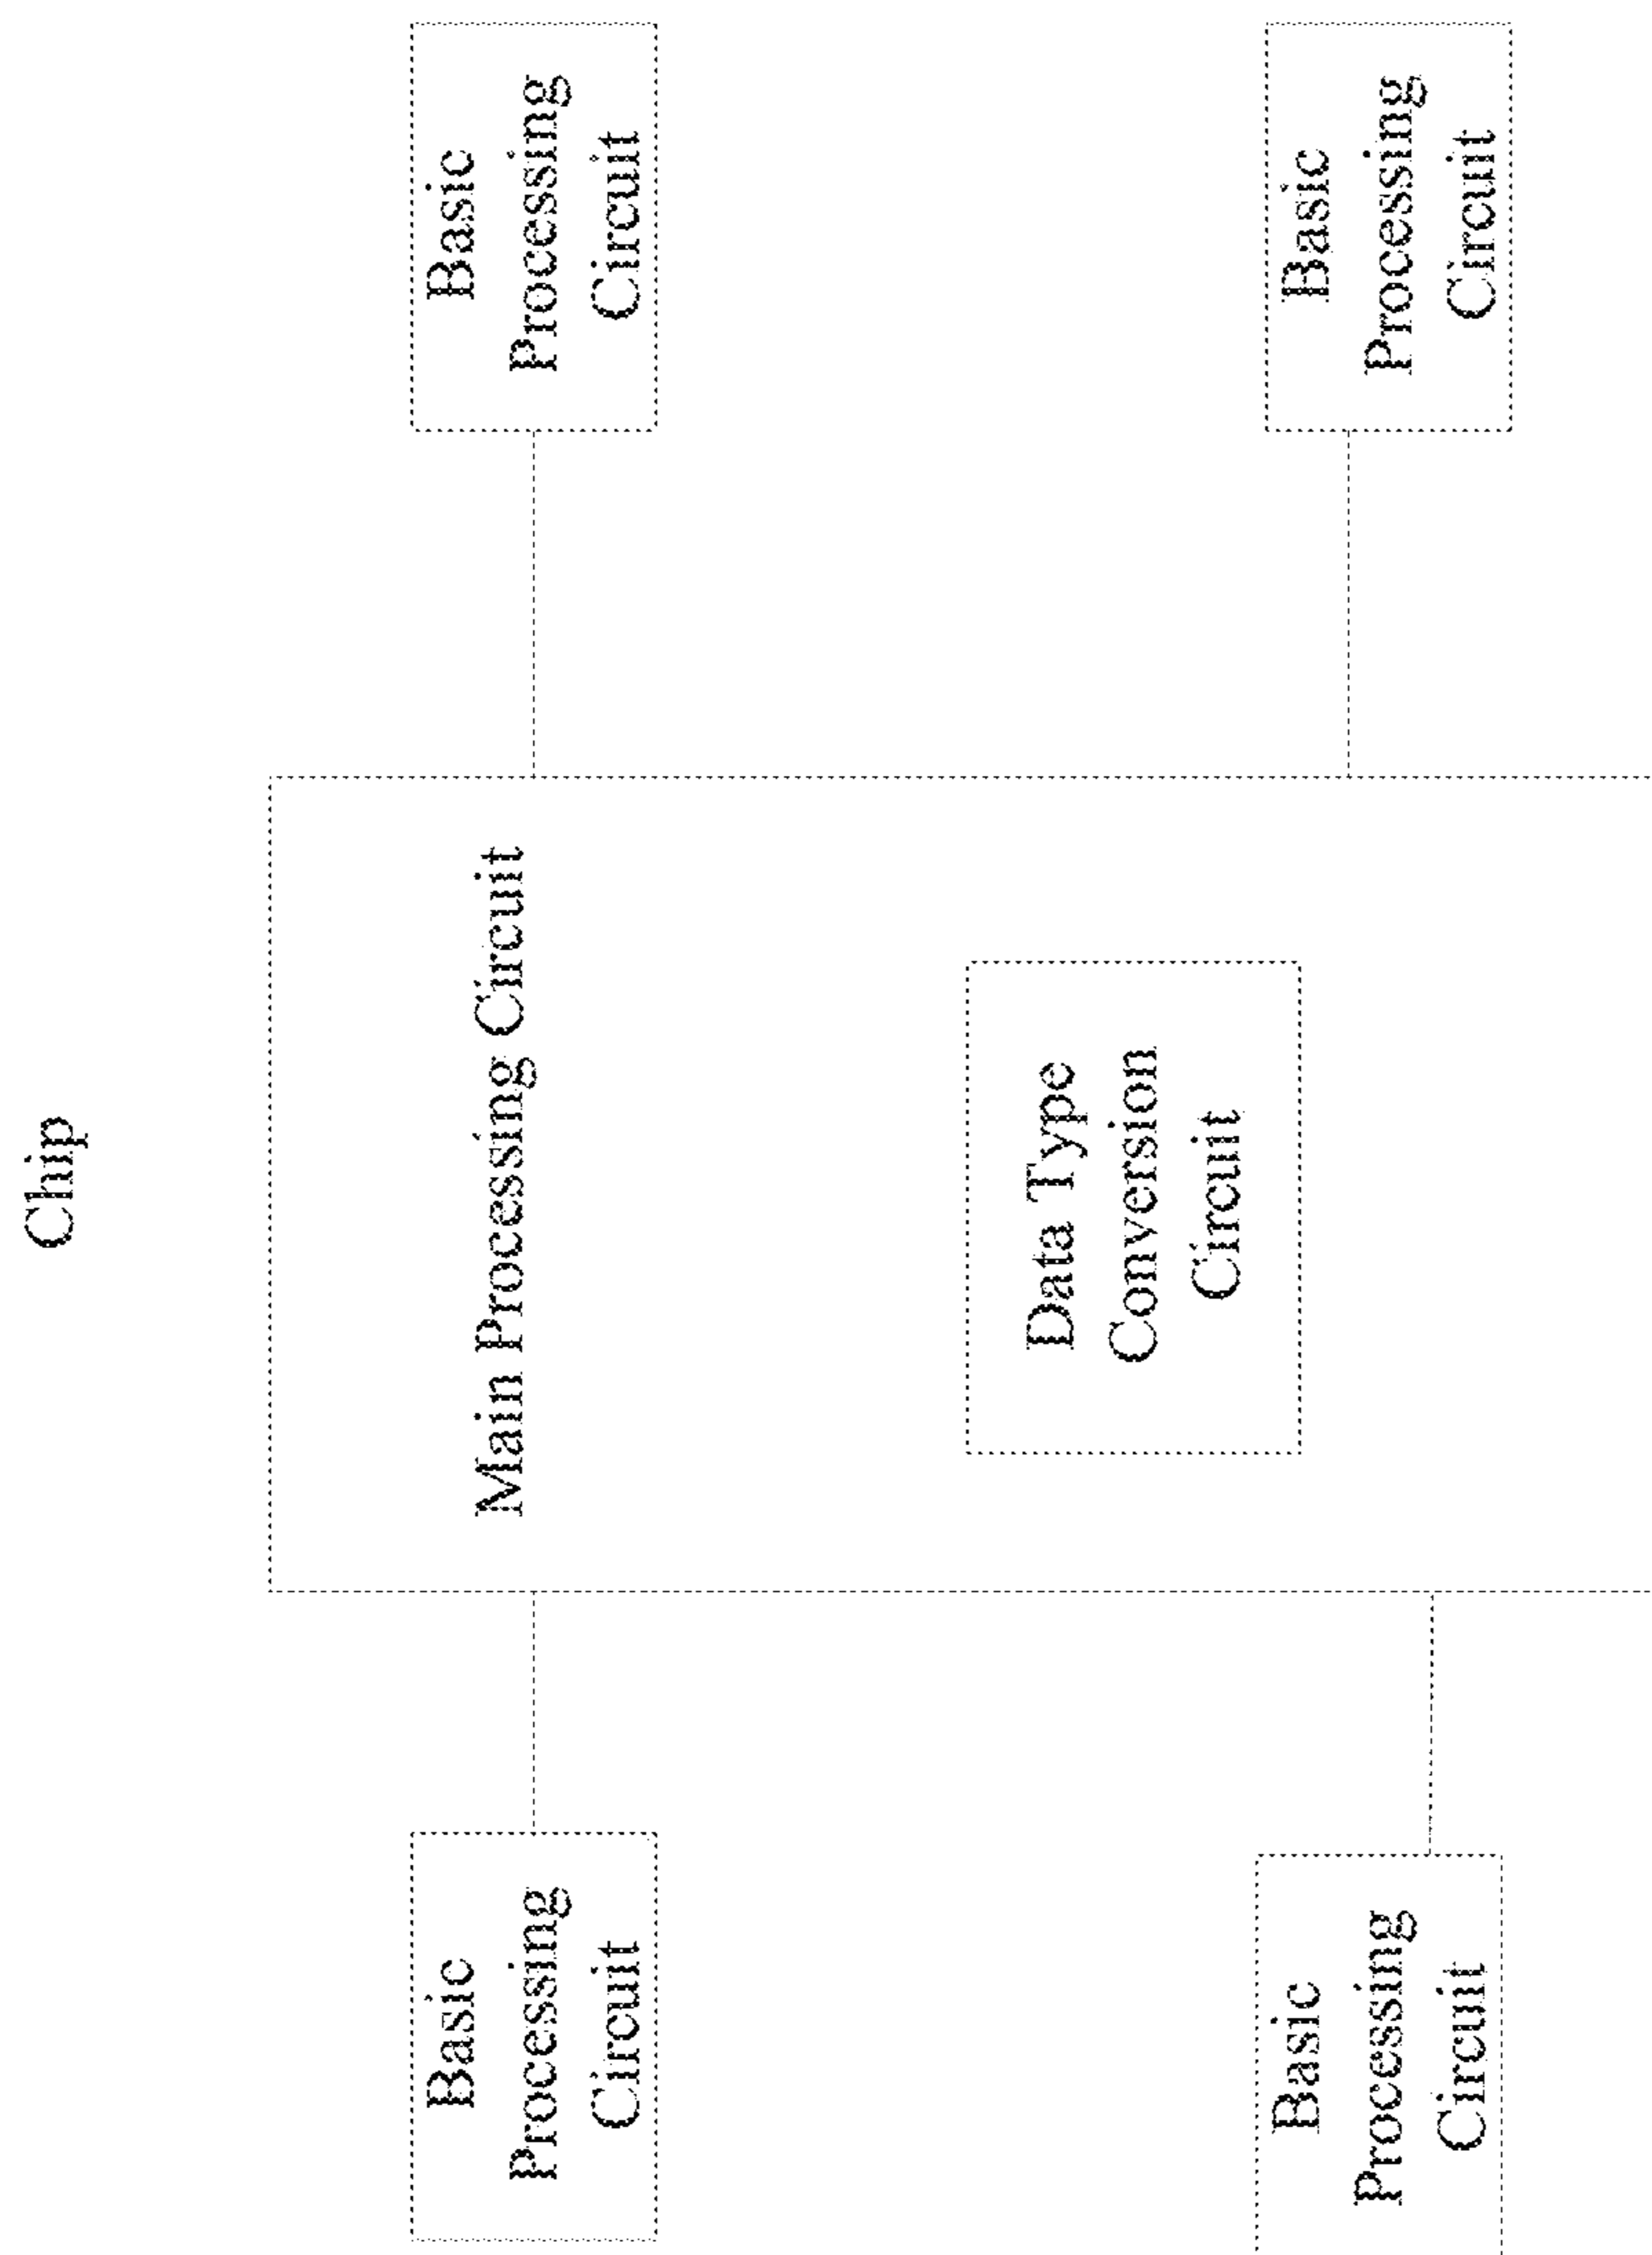 Chip
Basic
Processing
Circuit
Main Processing Circuit
Basic
Processing
Circuit
Data Type
Conversion
Circuit
Basic
Processing
Circuit
Basic
Processing
Circuit